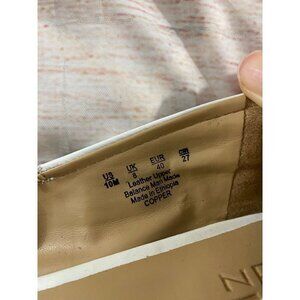 US UK EUR CM
10M 8 40 27
Leather Upper
Balance Man Made
Made in Ethiopia
COPPER